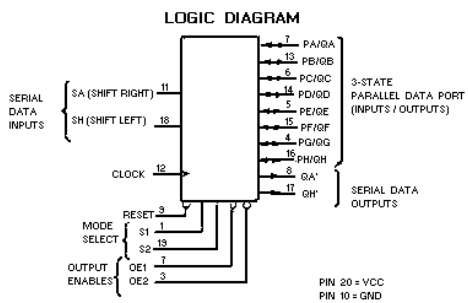 LOGIC DIAGRAM
SERIAL
DATA
INPUTS
SA (SHIFT RIGHT) 11
SH (SHIFT LEFT) 18
CLOCK 12
RESET 9
MODE
SELECT
S1 1
S2 19
OUTPUT
ENABLES
OE1 7
OE2 3
7 PA/QA
13 PB/QB
6 PC/QC
14 PD/QD
5 PE/QE
15 PF/QF
4 PG/QG
16 PH/QH
8 QA'
17 QH'
3-STATE
PARALLEL DATA PORT
(INPUTS / OUTPUTS)
SERIAL DATA
OUTPUTS
PIN 20 = VCC
PIN 10 = GND